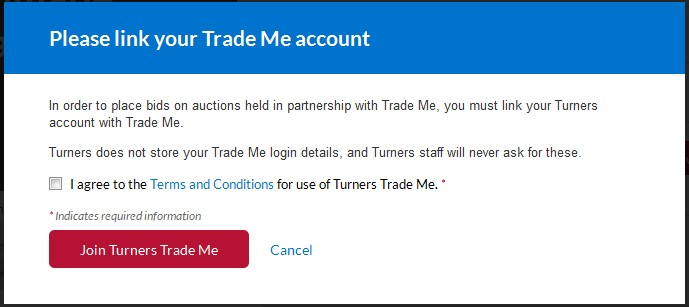 Please link your Trade Me account
In order to place bids on auctions held in partnership with Trade Me, you must link your Turners
account with Trade Me.
Turners does not store your Trade Me login details, and Turners staff will never ask for these.
I agree to the Terms and Conditions for use of Turners Trade Me. *
* Indicates required information
Join Turners Trade Me Cancel